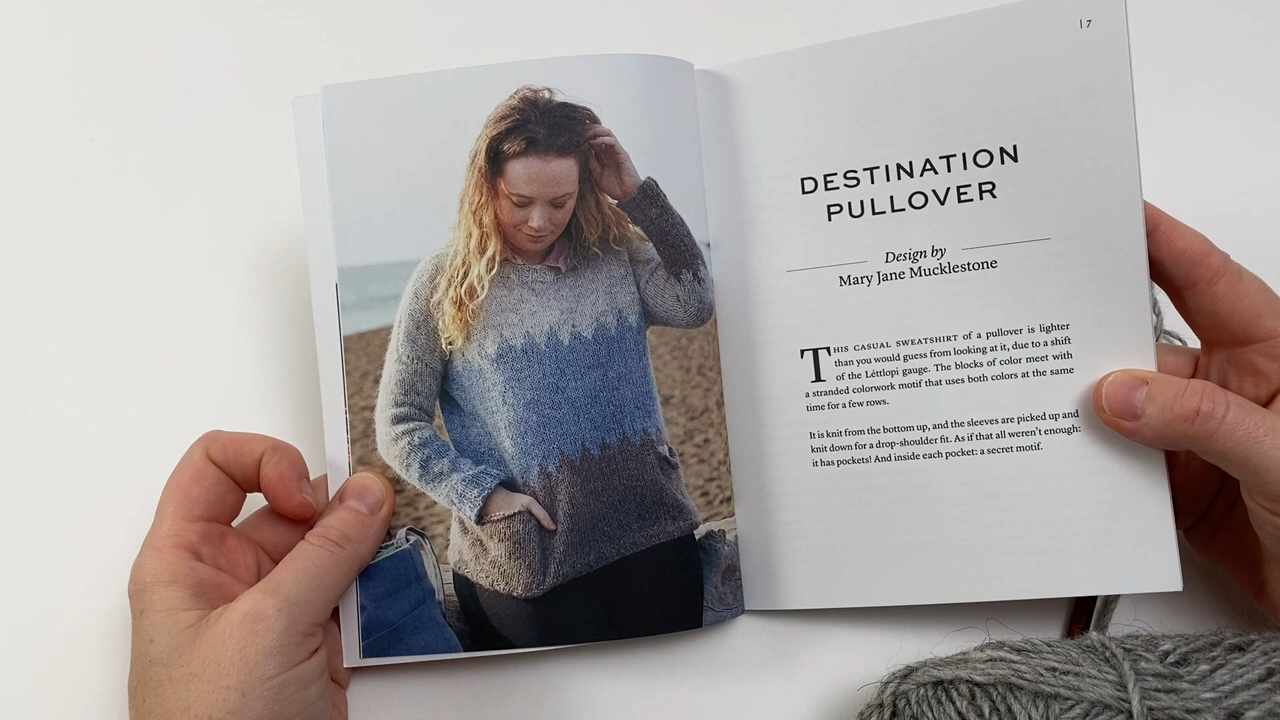 | 7
DESTINATION
PULLOVER
Design by
Mary Jane Mucklestone
THIS CASUAL SWEATSHIRT of a pullover is lighter
than you would guess from looking at it, due to a shift
of the Léttlopi gauge. The blocks of color meet with
a stranded colorwork motif that uses both colors at the same
time for a few rows.
It is knit from the bottom up, and the sleeves are picked up and
knit down for a drop-shoulder fit. As if that all weren't enough:
it has pockets! And inside each pocket: a secret motif.